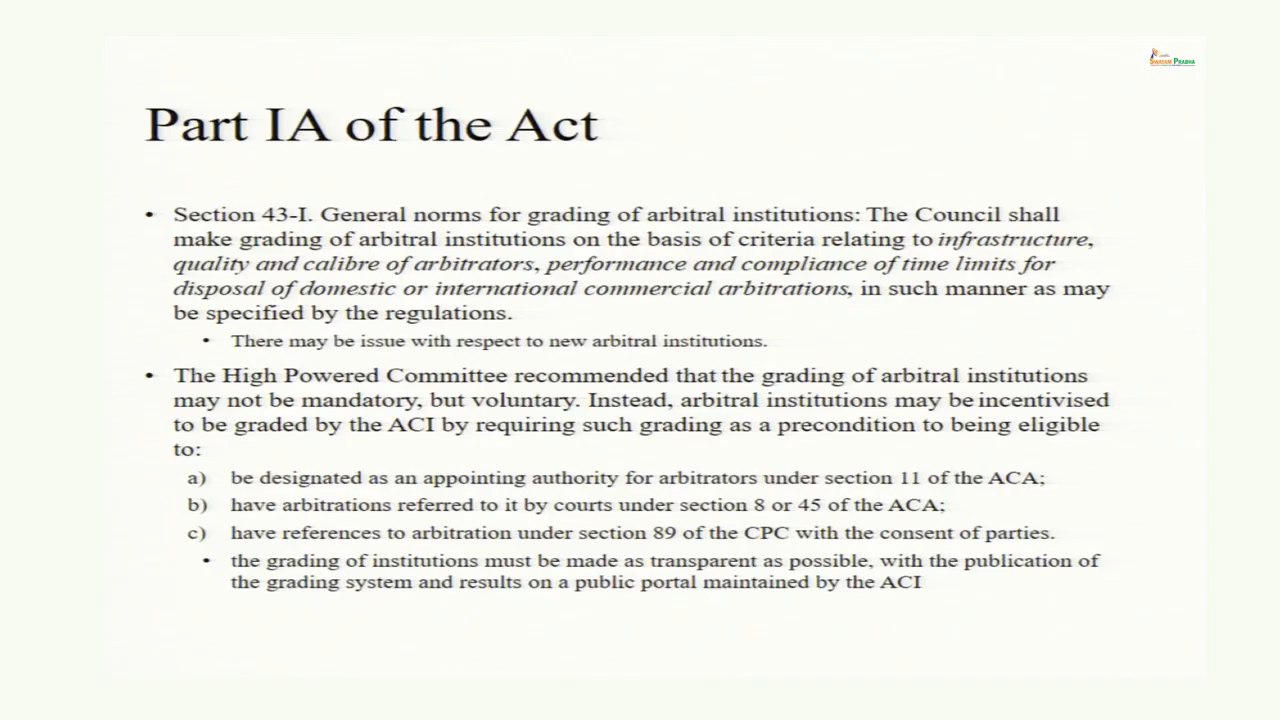 SWAYAM PRABHA
Part IA of the Act
• Section 43-I. General norms for grading of arbitral institutions: The Council shall
make grading of arbitral institutions on the basis of criteria relating to infrastructure,
quality and calibre of arbitrators, performance and compliance of time limits for
disposal of domestic or international commercial arbitrations, in such manner as may
be specified by the regulations.
• There may be issue with respect to new arbitral institutions.
• The High Powered Committee recommended that the grading of arbitral institutions
may not be mandatory, but voluntary. Instead, arbitral institutions may be incentivised
to be graded by the ACI by requiring such grading as a precondition to being eligible
to:
a) be designated as an appointing authority for arbitrators under section 11 of the ACA;
b) have arbitrations referred to it by courts under section 8 or 45 of the ACA;
c) have references to arbitration under section 89 of the CPC with the consent of parties.
• the grading of institutions must be made as transparent as possible, with the publication of
the grading system and results on a public portal maintained by the ACI